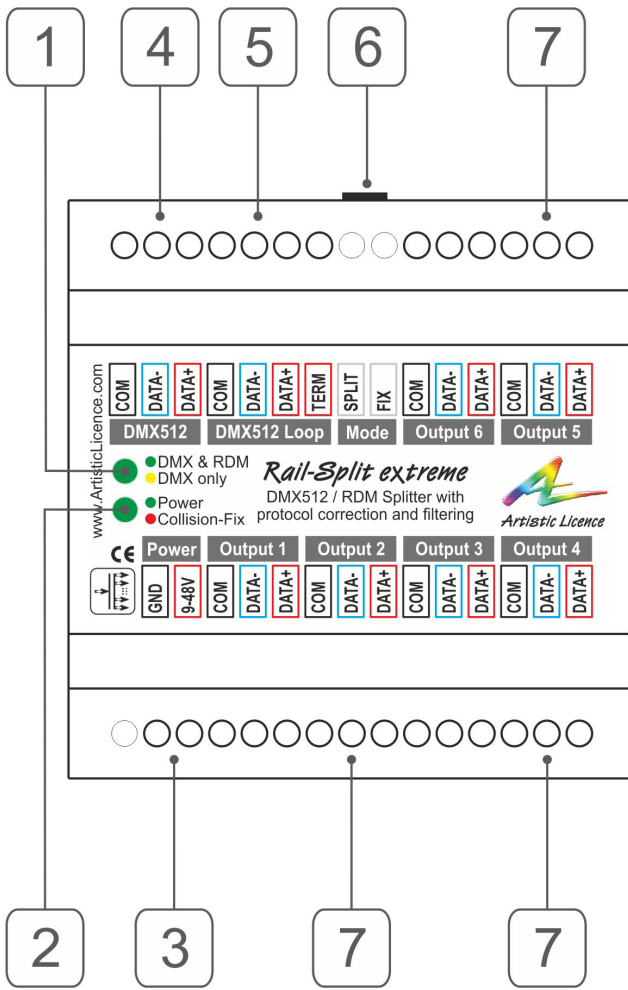 1 4 5 6 7
COM DATA- DATA+ COM DATA- DATA+ TERM SPLIT FIX COM DATA- DATA+ COM DATA- DATA+
DMX512 DMX512 Loop Mode Output 6 Output 5
www.ArtisticLicence.com
DMX & RDM
DMX only
Power
Collision-Fix
Rail-Split extreme
DMX512 / RDM Splitter with
protocol correction and filtering
Artistic Licence
CE
Power Output 1 Output 2 Output 3 Output 4
GND 9-48V COM DATA- DATA+ COM DATA- DATA+ COM DATA- DATA+ COM DATA- DATA+
2 3 7 7